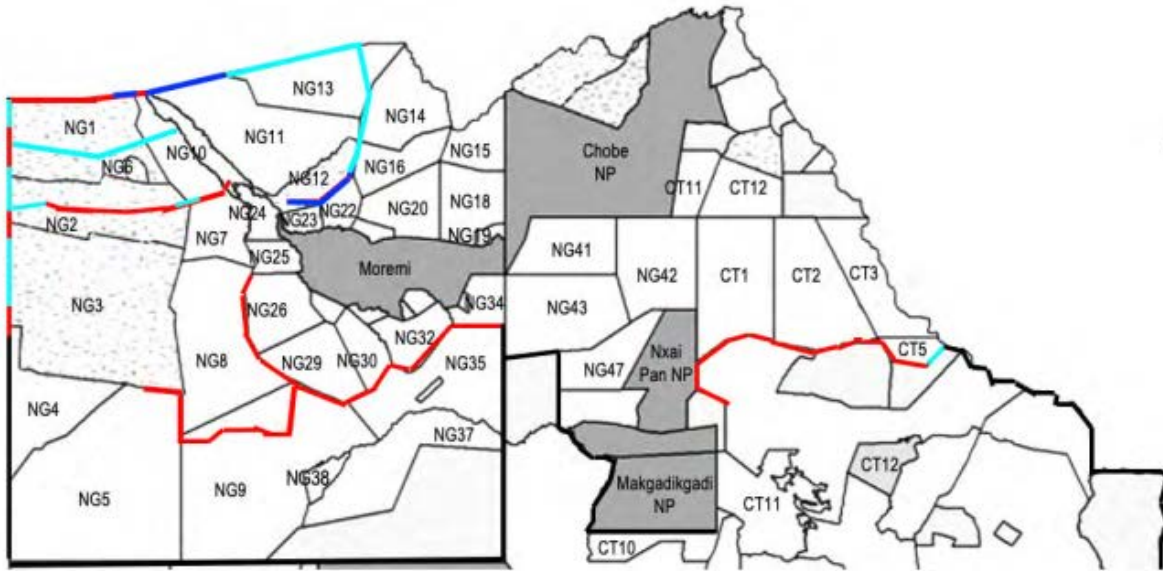 NG13
NG1
NG14
NG11
NG10
NG15
Chobe
NP
NG6
NG16
NG12
CT11
CT12
NG20
NG18
NG24
NG22
NG23
NG2
NG7
NG19
NG41
NG25
Moremi
NG42
CT1
CT2
CT3
NG3
NG34
NG26
NG43
NG32
CT5
Nxai
Pan NP
NG8
NG29
NG30
NG35
NG47
NG4
NG37
CT12
NG5
NG9
NG38
Makgadikgadi
NP
CT11
CT10